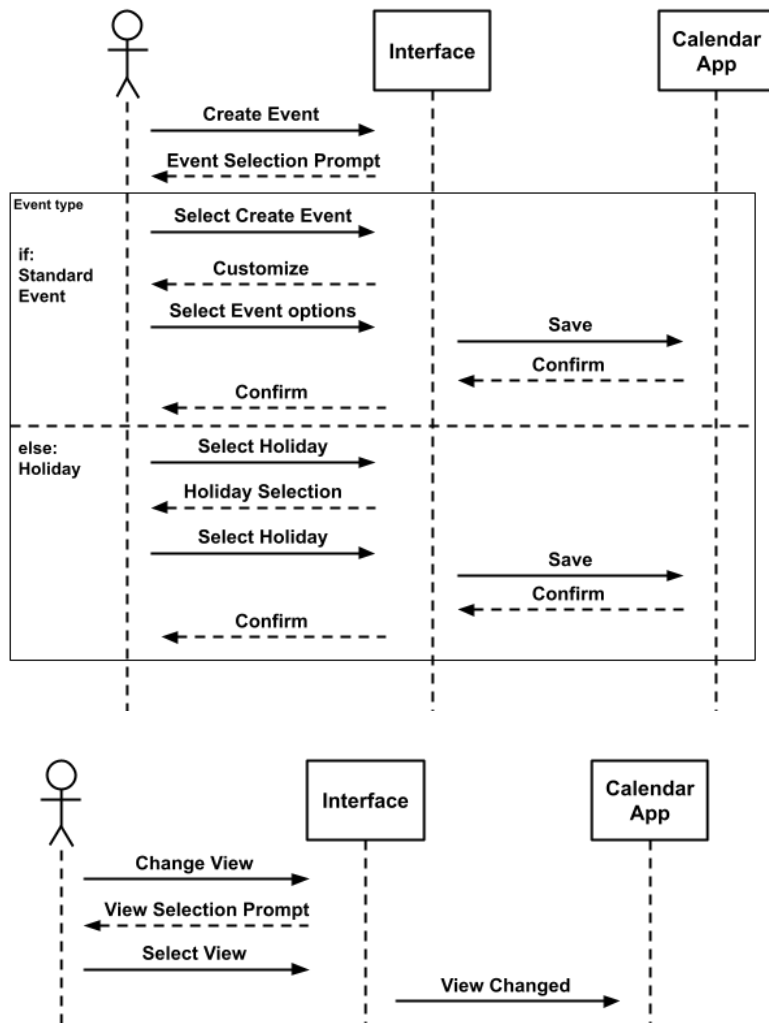 Interface
Calendar
App
Create Event
Event Selection Prompt
Event type
Select Create Event
if:
Standard
Event
Customize
Select Event options
Save
Confirm
Confirm
else:
Holiday
Select Holiday
Holiday Selection
Select Holiday
Save
Confirm
Confirm
Interface
Calendar
App
Change View
View Selection Prompt
Select View
View Changed